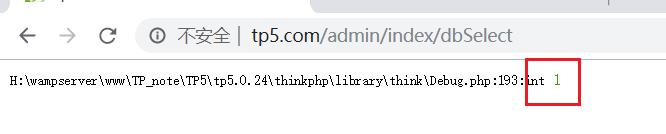 不安全 | tp5.com/admin/index/dbSelect
H:\wampserver\www\TP_note\TP5\tp5.0.24\thinkphp\library\think\Debug.php:193:int 1